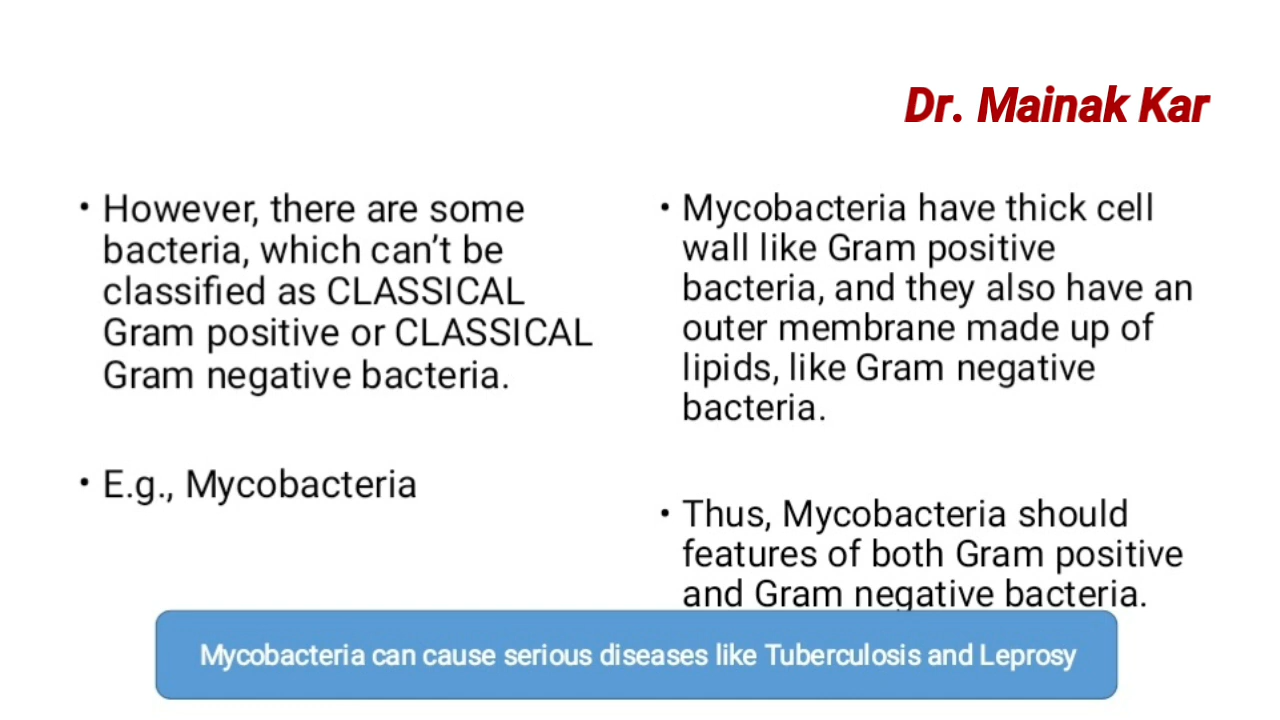 Dr. Mainak Kar
• However, there are some
bacteria, which can’t be
classified as CLASSICAL
Gram positive or CLASSICAL
Gram negative bacteria.
• E.g., Mycobacteria
• Mycobacteria have thick cell
wall like Gram positive
bacteria, and they also have an
outer membrane made up of
lipids, like Gram negative
bacteria.
• Thus, Mycobacteria should
features of both Gram positive
and Gram negative bacteria.
Mycobacteria can cause serious diseases like Tuberculosis and Leprosy